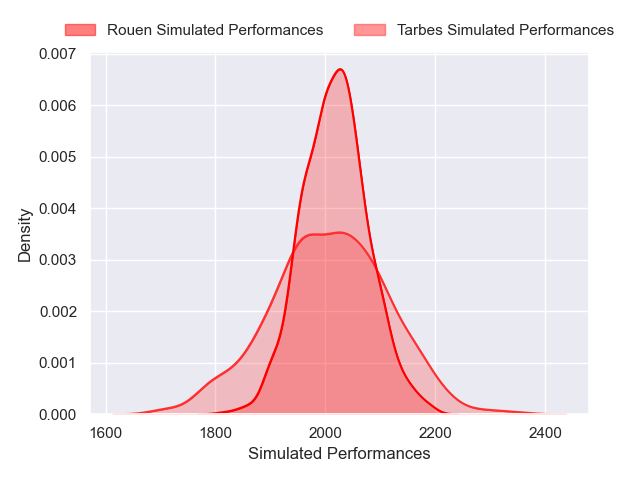 Rouen Simulated Performances Tarbes Simulated Performances
0.007
0.006
0.005
0.004
0.003
0.002
0.001
0.000
Density
1600 1800 2000 2200 2400
Simulated Performances